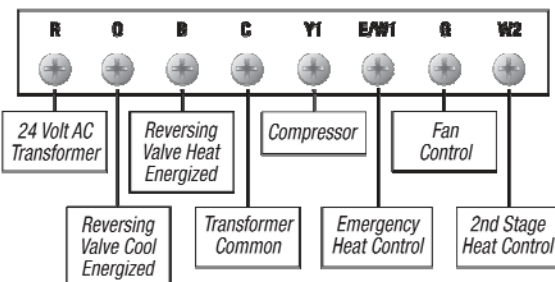 R O B C Y1 E/W1 G W2
24 Volt AC
Transformer
Reversing
Valve Heat
Energized
Compressor
Fan
Control
Reversing
Valve Cool
Energized
Transformer
Common
Emergency
Heat Control
2nd Stage
Heat Control